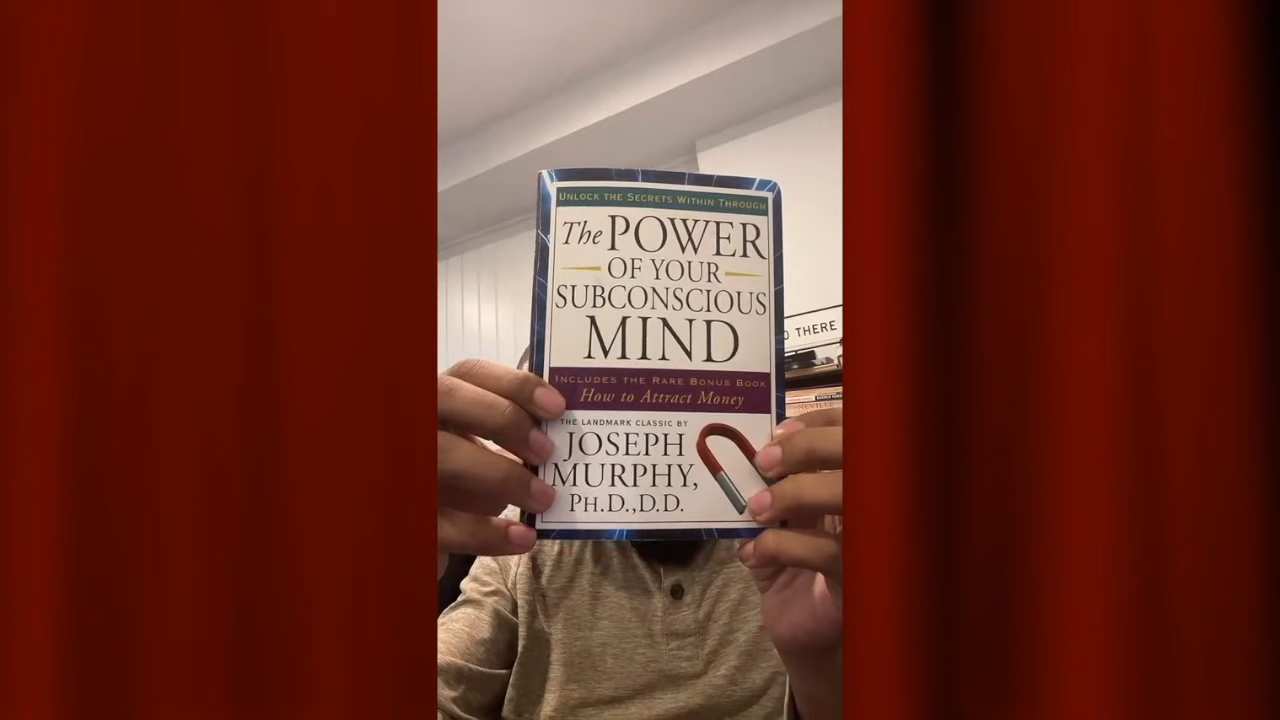 UNLOCK THE SECRETS WITHIN THROUGH
The POWER
OF YOUR
SUBCONSCIOUS
MIND
INCLUDES THE RARE BONUS BOOK
How to Attract Money
THE LANDMARK CLASSIC BY
JOSEPH
MURPHY,
PH.D.,D.D.
THERE
NEVILLE